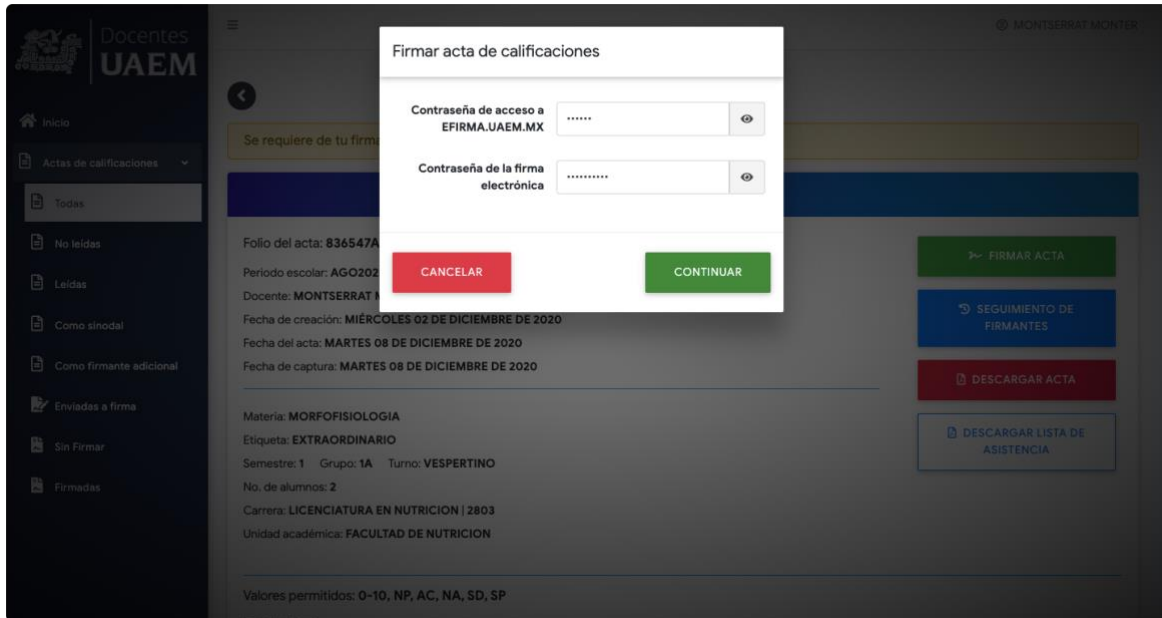 Docentes
UAEM
MONTSERRAT MONTER
Firmar acta de calificaciones
Contraseña de acceso a
EFIRMA.UAEM.MX
Contraseña de la firma
electrónica
CANCELAR
CONTINUAR
Inicio
Actas de calificaciones
Todas
No leídas
Leídas
Como sinodal
Como firmante adicional
Enviadas a firma
Sin Firmar
Firmadas
Se requiere de tu firma
Folio del acta: 836547A
Periodo escolar: AGO202
Docente: MONTSERRAT
Fecha de creación: MIÉRCOLES 02 DE DICIEMBRE DE 2020
Fecha del acta: MARTES 08 DE DICIEMBRE DE 2020
Fecha de captura: MARTES 08 DE DICIEMBRE DE 2020
Materia: MORFOFISIOLOGIA
Etiqueta: EXTRAORDINARIO
Semestre: 1 Grupo: 1A Turno: VESPERTINO
No. de alumnos: 2
Carrera: LICENCIATURA EN NUTRICION | 2803
Unidad académica: FACULTAD DE NUTRICION
Valores permitidos: 0-10, NP, AC, NA, SD, SP
FIRMAR ACTA
SEGUIMIENTO DE
FIRMANTES
DESCARGAR ACTA
DESCARGAR LISTA DE
ASISTENCIA